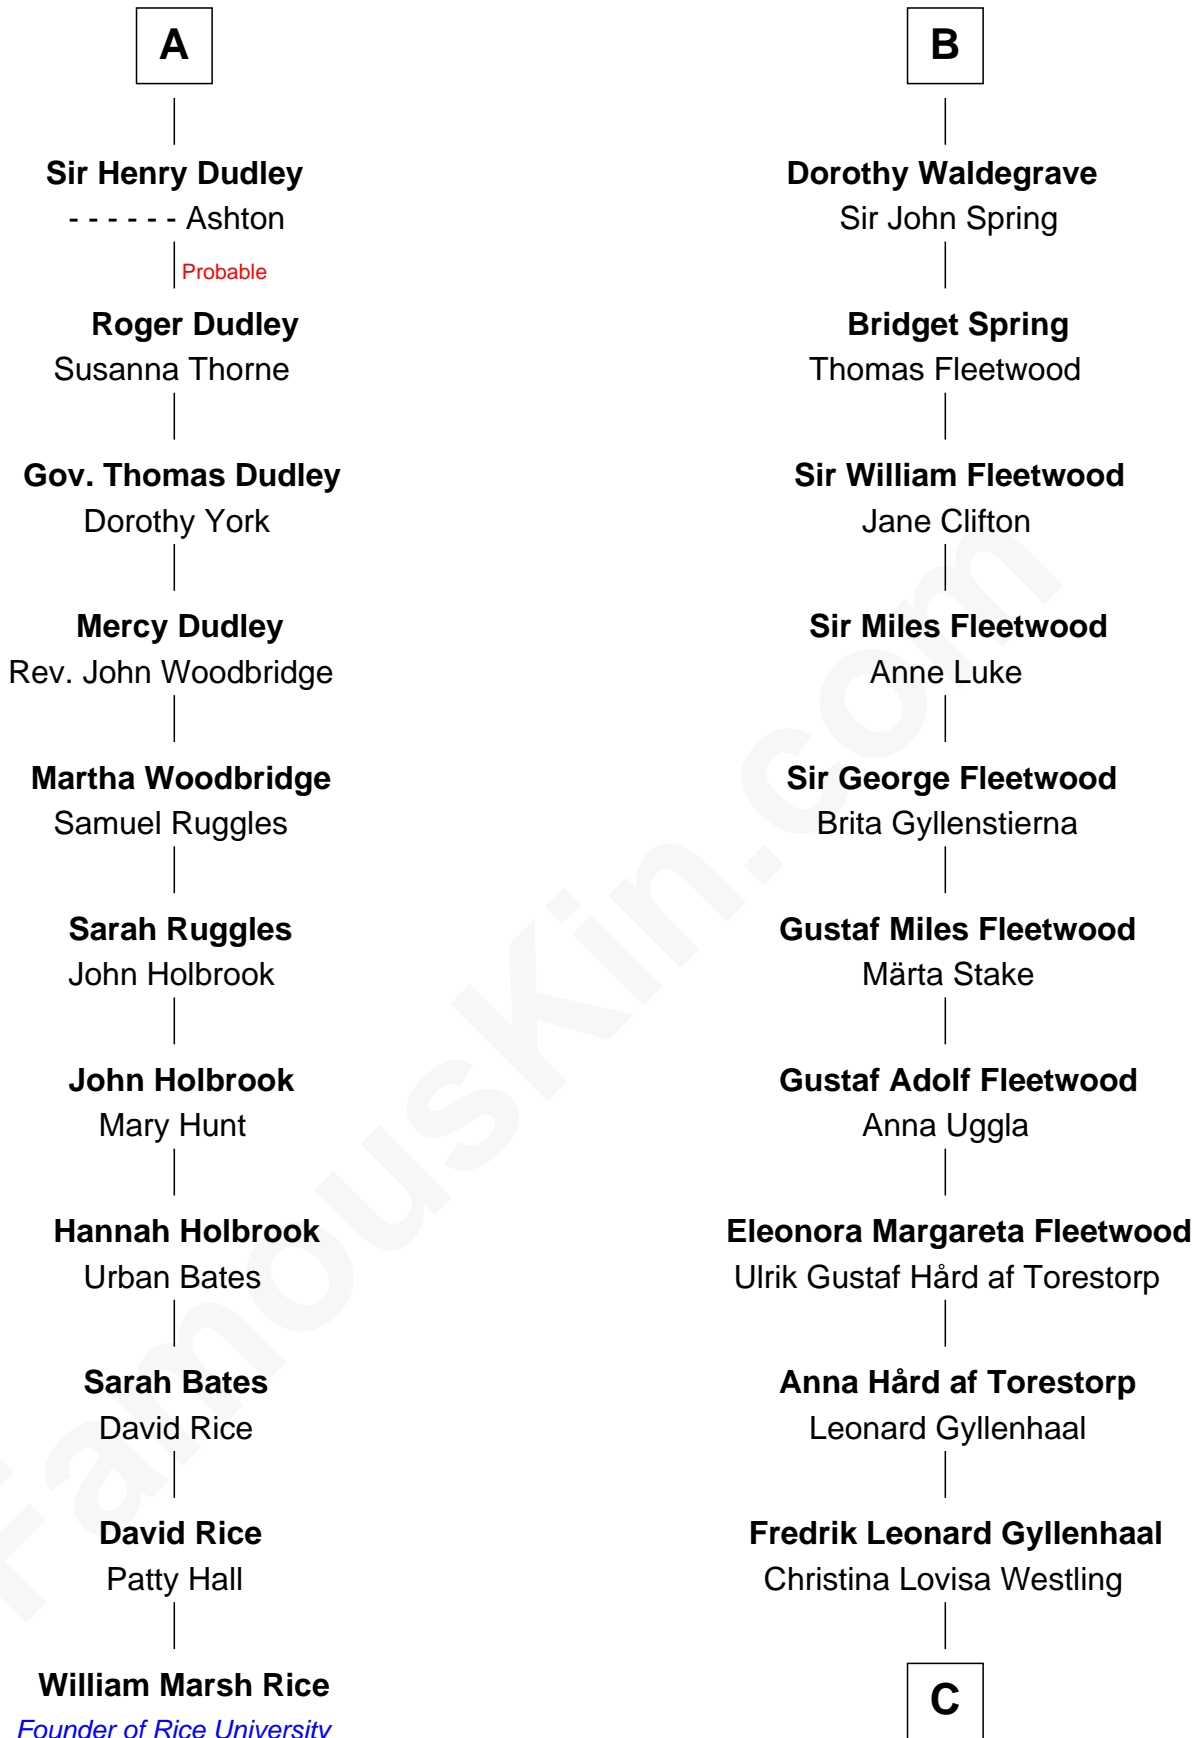 A
Sir Henry Dudley
- - - - - - Ashton
Probable
Roger Dudley
Susanna Thorne
Gov. Thomas Dudley
Dorothy York
Mercy Dudley
Rev. John Woodbridge
Martha Woodbridge
Samuel Ruggles
Sarah Ruggles
John Holbrook
John Holbrook
Mary Hunt
Hannah Holbrook
Urban Bates
Sarah Bates
David Rice
David Rice
Patty Hall
William Marsh Rice
Founder of Rice University
B
Dorothy Waldegrave
Sir John Spring
Bridget Spring
Thomas Fleetwood
Sir William Fleetwood
Jane Clifton
Sir Miles Fleetwood
Anne Luke
Sir George Fleetwood
Brita Gyllenstierna
Gustaf Miles Fleetwood
Märta Stake
Gustaf Adolf Fleetwood
Anna Uggla
Eleonora Margareta Fleetwood
Ulrik Gustaf Hård af Torestorp
Anna Hård af Torestorp
Leonard Gyllenhaal
Fredrik Leonard Gyllenhaal
Christina Lovisa Westling
C
FamousKin.com